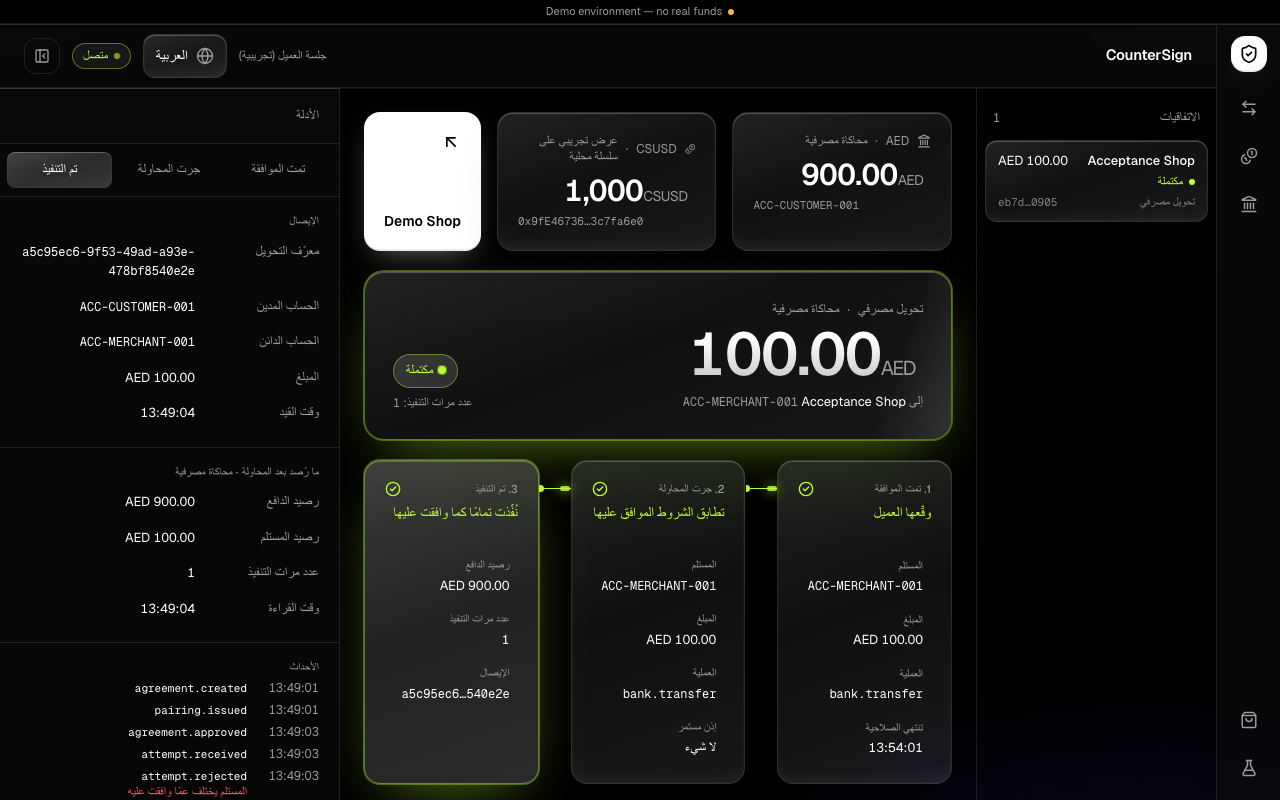 Demo environment — no real funds
CounterSign
جلسة العميل (تجريبية)
العربية
متصل
الاتفاقيات
1
Acceptance Shop
AED 100.00
مكتملة
تحويل مصرفي
eb7d…0905
AED · محاكاة مصرفية
900.00AED
ACC-CUSTOMER-001
CSUSD · عرض تجريبي على
سلسلة محلية
1,000CSUSD
0x9fE46736…3c7fa6e0
Demo Shop
تحويل مصرفي · محاكاة مصرفية
100.00AED
إلى Acceptance Shop ACC-MERCHANT-001
مكتملة
عدد مرات التنفيذ: 1
1. تمت الموافقة
وقّعها العميل
المستلم
ACC-MERCHANT-001
المبلغ
AED 100.00
العملية
bank.transfer
تنتهي الصلاحية
13:54:01
2. جرت المحاولة
تطابق الشروط الموافق عليها
المستلم
ACC-MERCHANT-001
المبلغ
AED 100.00
العملية
bank.transfer
إذن مستمر
لا شيء
3. تم التنفيذ
نُفِّذت تمامًا كما وافقت عليها
رصيد الدافع
AED 900.00
عدد مرات التنفيذ
1
الإيصال
a5c95ec6…540e2e
الأدلة
تمت الموافقة
جرت المحاولة
تم التنفيذ
الإيصال
معرّف التحويل
a5c95ec6-9f53-49ad-a93e-
478bf8540e2e
الحساب المدين
ACC-CUSTOMER-001
الحساب الدائن
ACC-MERCHANT-001
المبلغ
AED 100.00
وقت القيد
13:49:04
ما رُصد بعد المحاولة · محاكاة مصرفية
رصيد الدافع
AED 900.00
رصيد المستلم
AED 100.00
عدد مرات التنفيذ
1
وقت القراءة
13:49:04
الأحداث
13:49:01 agreement.created
13:49:01 pairing.issued
13:49:03 agreement.approved
13:49:03 attempt.received
13:49:03 attempt.rejected
المستلم يختلف عمّا وافقت عليه